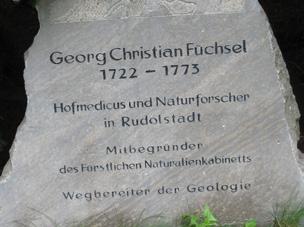 Georg Christian Füchsel
1722 – 1773
Hofmedicus und Naturforscher
in Rudolstadt
Mitbegründer
des Fürstlichen Naturalienkabinetts
Wegbereiter der Geologie